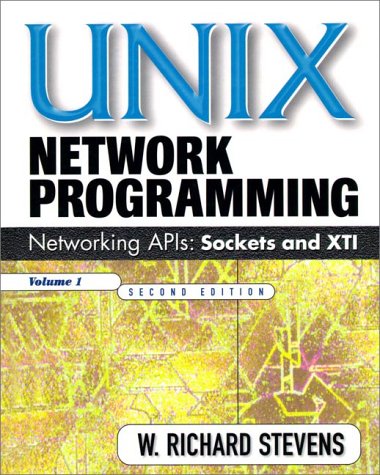 UNIX
NETWORK
PROGRAMMING
Networking APIs: Sockets and XTI
Volume 1
SECOND EDITION
W. RICHARD STEVENS